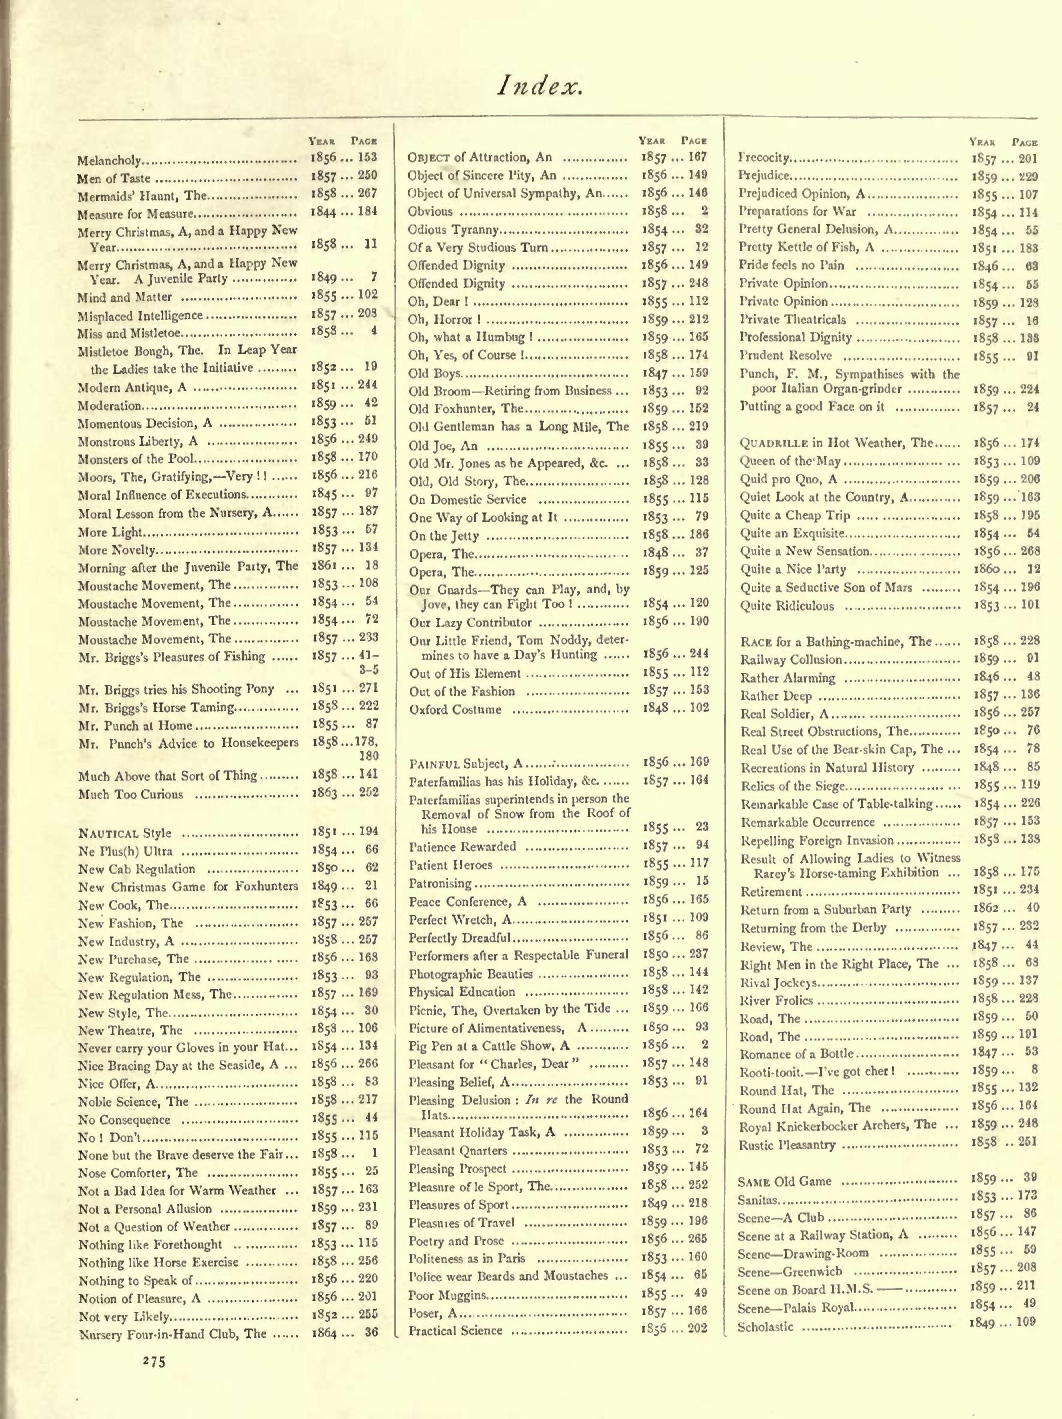 Index.
YEAR PAGE
Melancholy 1856 ... 153
Men of Taste 1857 ... 250
Mermaids' Haunt, The 1858 ... 267
Measure for Measure 1844 ... 184
Merry Christmas, A, and a Happy New
Year 1858 ... 11
Merry Christmas, A, and a Happy New
Year. A Juvenile Party 1849 ... 7
Mind and Matter 1855 ... 102
Misplaced Intelligence 1857 ... 203
Miss and Mistletoe 1858 ... 4
Mistletoe Bough, The. In Leap Year
the Ladies take the Initiative 1852 ... 19
Modern Antique, A 1851 ... 244
Moderation 1859 ... 42
Momentous Decision, A 1853 ... 51
Monstrous Liberty, A 1856 ... 249
Monsters of the Pool 1858 ... 170
Moors, The, Gratifying,—Very ! ! 1856 ... 216
Moral Influence of Executions 1845 ... 97
Moral Lesson from the Nursery, A 1857 ... 187
More Light 1853 ... 57
More Novelty 1857 ... 134
Morning after the Juvenile Party, The 1861 ... 18
Moustache Movement, The 1853 ... 108
Moustache Movement, The 1854 ... 54
Moustache Movement, The 1854 ... 72
Moustache Movement, The 1857 ... 233
Mr. Briggs's Pleasures of Fishing 1857 ... 41–
3–5
Mr. Briggs tries his Shooting Pony ... 1851 ... 271
Mr. Briggs's Horse Taming 1858 ... 222
Mr. Punch at Home 1855 ... 87
Mr. Punch's Advice to Housekeepers 1858 ... 178,
180
Much Above that Sort of Thing 1858 ... 141
Much Too Curious 1863 ... 252
NAUTICAL Style 1851 ... 194
Ne Plus(h) Ultra 1854 ... 66
New Cab Regulation 1850 ... 62
New Christmas Game for Foxhunters 1849 ... 21
New Cook, The 1853 ... 66
New Fashion, The 1857 ... 257
New Industry, A 1858 ... 257
New Purchase, The 1856 ... 168
New Regulation, The 1853 ... 93
New Regulation Mess, The 1857 ... 169
New Style, The 1854 ... 30
New Theatre, The 1858 ... 106
Never carry your Gloves in your Hat... 1854 ... 134
Nice Bracing Day at the Seaside, A ... 1856 ... 266
Nice Offer, A 1858 ... 83
Noble Science, The 1858 ... 217
No Consequence 1855 ... 44
No ! Don't 1855 ... 115
None but the Brave deserve the Fair... 1858 ... 1
Nose Comforter, The 1855 ... 25
Not a Bad Idea for Warm Weather ... 1857 ... 163
Not a Personal Allusion 1859 ... 231
Not a Question of Weather 1857 ... 89
Nothing like Forethought 1853 ... 115
Nothing like Horse Exercise 1858 ... 256
Nothing to Speak of 1856 ... 220
Notion of Pleasure, A 1856 ... 201
Not very Likely 1852 ... 255
Nursery Four-in-Hand Club, The 1864 ... 36
275
YEAR PAGE
OBJECT of Attraction, An 1857 ... 167
Object of Sincere Pity, An 1856 ... 149
Object of Universal Sympathy, An 1856 ... 146
Obvious 1858 ... 2
Odious Tyranny 1854 ... 32
Of a Very Studious Turn 1857 ... 12
Offended Dignity 1856 ... 149
Offended Dignity 1857 ... 248
Oh, Dear ! 1855 ... 112
Oh, Horror ! 1859 ... 212
Oh, what a Humbug ! 1859 ... 165
Oh, Yes, of Course ! 1858 ... 174
Old Boys 1847 ... 159
Old Broom—Retiring from Business ... 1853 ... 92
Old Foxhunter, The 1859 ... 152
Old Gentleman has a Long Mile, The 1858 ... 219
Old Joe, An 1855 ... 39
Old Mr. Jones as he Appeared, &c. ... 1858 ... 33
Old, Old Story, The 1858 ... 128
On Domestic Service 1855 ... 115
One Way of Looking at It 1853 ... 79
On the Jetty 1858 ... 186
Opera, The 1848 ... 37
Opera, The 1859 ... 125
Our Guards—They can Play, and, by
Jove, they can Fight Too ! 1854 ... 120
Our Lazy Contributor 1856 ... 190
Our Little Friend, Tom Noddy, deter-
mines to have a Day's Hunting 1856 ... 244
Out of His Element 1855 ... 112
Out of the Fashion 1857 ... 153
Oxford Costume 1848 ... 102
PAINFUL Subject, A 1856 ... 169
Paterfamilias has his Holiday, &c. 1857 ... 164
Paterfamilias superintends in person the
Removal of Snow from the Roof of
his House 1855 ... 23
Patience Rewarded 1857 ... 94
Patient Heroes 1855 ... 117
Patronising 1859 ... 15
Peace Conference, A 1856 ... 165
Perfect Wretch, A 1851 ... 109
Perfectly Dreadful 1856 ... 86
Performers after a Respectable Funeral 1850 ... 237
Photographic Beauties 1858 ... 144
Physical Education 1858 ... 142
Picnic, The, Overtaken by the Tide ... 1859 ... 166
Picture of Alimentativeness, A 1850 ... 93
Pig Pen at a Cattle Show, A 1856 ... 2
Pleasant for "Charles, Dear" 1857 ... 148
Pleasing Belief, A 1853 ... 91
Pleasing Delusion : In re the Round
Hats 1856 ... 164
Pleasant Holiday Task, A 1859 ... 3
Pleasant Quarters 1853 ... 72
Pleasing Prospect 1859 ... 145
Pleasure of le Sport, The 1858 ... 252
Pleasures of Sport 1849 ... 218
Pleasures of Travel 1859 ... 196
Poetry and Prose 1856 ... 265
Politeness as in Paris 1853 ... 160
Police wear Beards and Moustaches ... 1854 ... 65
Poor Muggins 1855 ... 49
Poser, A 1857 ... 166
Practical Science 1856 ... 202
YEAR PAGE
Precocity 1857 ... 201
Prejudice 1859 ... 229
Prejudiced Opinion, A 1855 ... 107
Preparations for War 1854 ... 114
Pretty General Delusion, A 1854 ... 55
Pretty Kettle of Fish, A 1851 ... 183
Pride feels no Pain 1846 ... 63
Private Opinion 1854 ... 55
Private Opinion 1859 ... 123
Private Theatricals 1857 ... 16
Professional Dignity 1858 ... 133
Prudent Resolve 1855 ... 91
Punch, F. M., Sympathises with the
poor Italian Organ-grinder 1859 ... 224
Putting a good Face on it 1857 ... 24
QUADRILLE in Hot Weather, The 1856 ... 174
Queen of the May 1853 ... 109
Quid pro Quo, A 1859 ... 206
Quiet Look at the Country, A 1859 ... 163
Quite a Cheap Trip 1858 ... 195
Quite an Exquisite 1854 ... 54
Quite a New Sensation 1856 ... 268
Quite a Nice Party 1860 ... 12
Quite a Seductive Son of Mars 1854 ... 196
Quite Ridiculous 1853 ... 101
RACE for a Bathing-machine, The 1858 ... 228
Railway Collusion 1859 ... 91
Rather Alarming 1846 ... 43
Rather Deep 1857 ... 136
Real Soldier, A 1856 ... 257
Real Street Obstructions, The 1850 ... 76
Real Use of the Bear-skin Cap, The ... 1854 ... 78
Recreations in Natural History 1848 ... 85
Relics of the Siege 1855 ... 119
Remarkable Case of Table-talking 1854 ... 226
Remarkable Occurrence 1857 ... 153
Repelling Foreign Invasion 1858 ... 133
Result of Allowing Ladies to Witness
Rarey's Horse-taming Exhibition ... 1858 ... 175
Retirement 1851 ... 234
Return from a Suburban Party 1862 ... 40
Returning from the Derby 1857 ... 232
Review, The 1847 ... 44
Right Men in the Right Place, The ... 1858 ... 63
Rival Jockeys 1859 ... 137
River Frolics 1858 ... 223
Road, The 1859 ... 50
Road, The 1859 ... 191
Romance of a Bottle 1847 ... 53
Rooti-tooit.—I've got cher ! 1859 ... 8
Round Hat, The 1855 ... 132
Round Hat Again, The 1856 ... 164
Royal Knickerbocker Archers, The ... 1859 ... 248
Rustic Pleasantry 1858 .. 251
SAME Old Game 1859 ... 39
Sanitas 1853 ... 173
Scene—A Club 1857 ... 86
Scene at a Railway Station, A 1856 ... 147
Scene—Drawing-Room 1855 ... 59
Scene—Greenwich 1857 ... 208
Scene on Board H.M.S. —— 1859 ... 211
Scene—Palais Royal 1854 ... 49
Scholastic 1849 ... 109